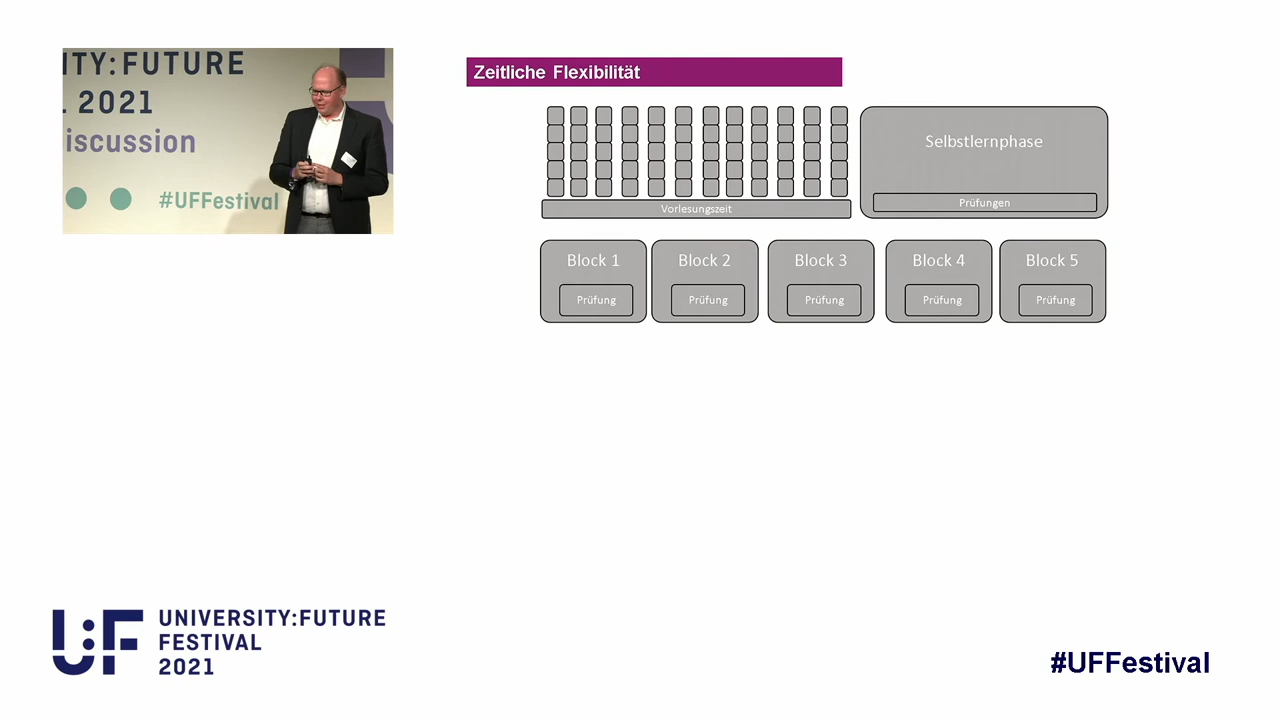 ITY:FUTURE
L 2021
iscussion
#UFFestival
Zeitliche Flexibilität
Selbstlernphase
Prüfungen
Vorlesungszeit
Block 1
Prüfung
Block 2
Prüfung
Block 3
Prüfung
Block 4
Prüfung
Block 5
Prüfung
U:F
UNIVERSITY:FUTURE
FESTIVAL
2021
#UFFestival